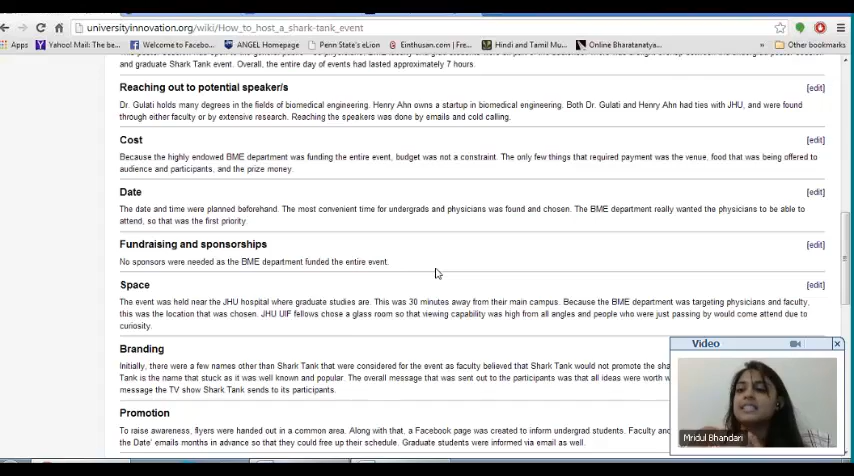 universityinnovation.org/wiki/How_to_host_a_shark-tank_event
Apps Yahoo! Mail: The be... Welcome to Facebo... ANGEL Homepage Penn State's eLion Enthusan.com (Fre... Hindi and Tamil Mu... Online Bharatanatya... » Other bookmarks
and graduate Shark Tank event. Overall, the entire day of events had lasted approximately 7 hours.
Reaching out to potential speaker/s [edit]
Dr. Gulati holds many degrees in the fields of biomedical engineering. Henry Ahn owns a startup in biomedical engineering. Both Dr. Gulati and Henry Ahn had ties with JHU, and were found
through either faculty or by extensive research. Reaching the speakers was done by emails and cold calling.
Cost [edit]
Because the highly endowed BME department was funding the entire event, budget was not a constraint. The only few things that required payment was the venue, food that was being offered to
audience and participants, and the prize money.
Date [edit]
The date and time were planned beforehand. The most convenient time for undergrads and physicians was found and chosen. The BME department really wanted the physicians to be able to
attend, so that was the first priority.
Fundraising and sponsorships [edit]
No sponsors were needed as the BME department funded the entire event.
Space [edit]
The event was held near the JHU hospital where graduate studies are. This was 30 minutes away from their main campus. Because the BME department was targeting physicians and faculty,
this was the location that was chosen. JHU UIF fellows chose a glass room so that viewing capability was high from all angles and people who were just passing by would come attend due to
curiosity.
Branding
Initially, there were a few names other than Shark Tank that were considered for the event as faculty believed that Shark Tank would not promote the
Tank is the name that stuck as it was well known and popular. The overall message that was sent out to the participants was that all ideas were worth
message the TV show Shark Tank sends to its participants.
Promotion
To raise awareness, flyers were handed out in a common area. Along with that, a Facebook page was created to inform undergrad students. Faculty and
the Date' emails months in advance so that they could free up their schedule. Graduate students were informed via email as well.
Video
Mridul Bhandari